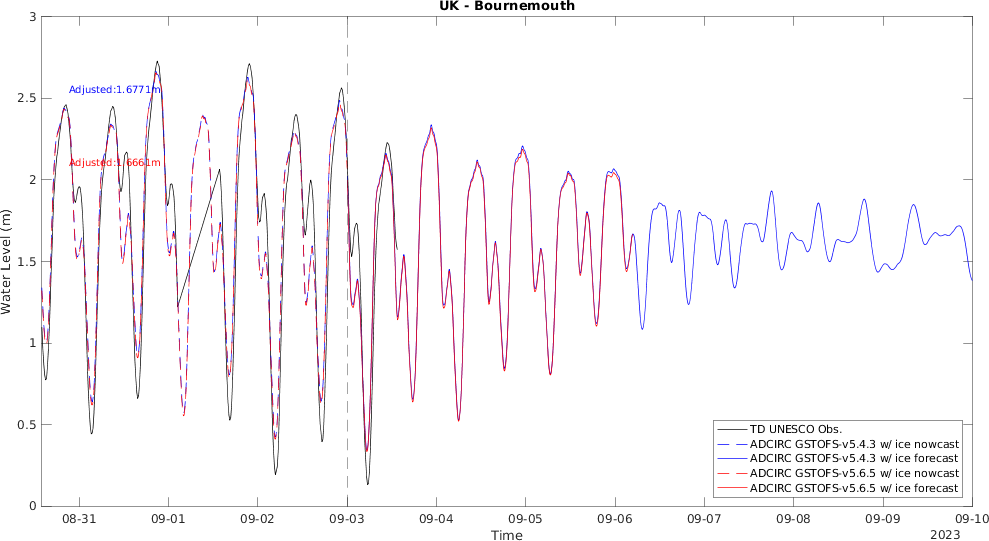 UK - Bournemouth
3
2.5
2
1.5
1
0.5
0
Water Level (m)
Adjusted:1.6771m
Adjusted:1.6661m
TD UNESCO Obs.
ADCIRC GSTOFS-v5.4.3 w/ ice nowcast
ADCIRC GSTOFS-v5.4.3 w/ ice forecast
ADCIRC GSTOFS-v5.6.5 w/ ice nowcast
ADCIRC GSTOFS-v5.6.5 w/ ice forecast
08-31 09-01 09-02 09-03 09-04 09-05 09-06 09-07 09-08 09-09 09-10
Time
2023